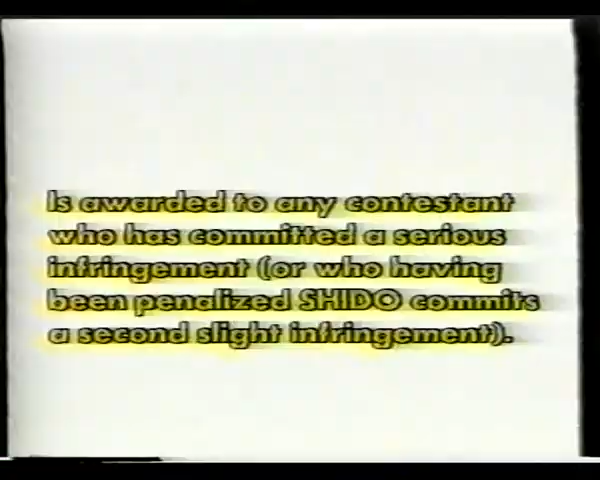 Is awarded to any contestant
who has committed a serious
infringement (or who having
been penalized SHIDO commits
a second slight infringement).